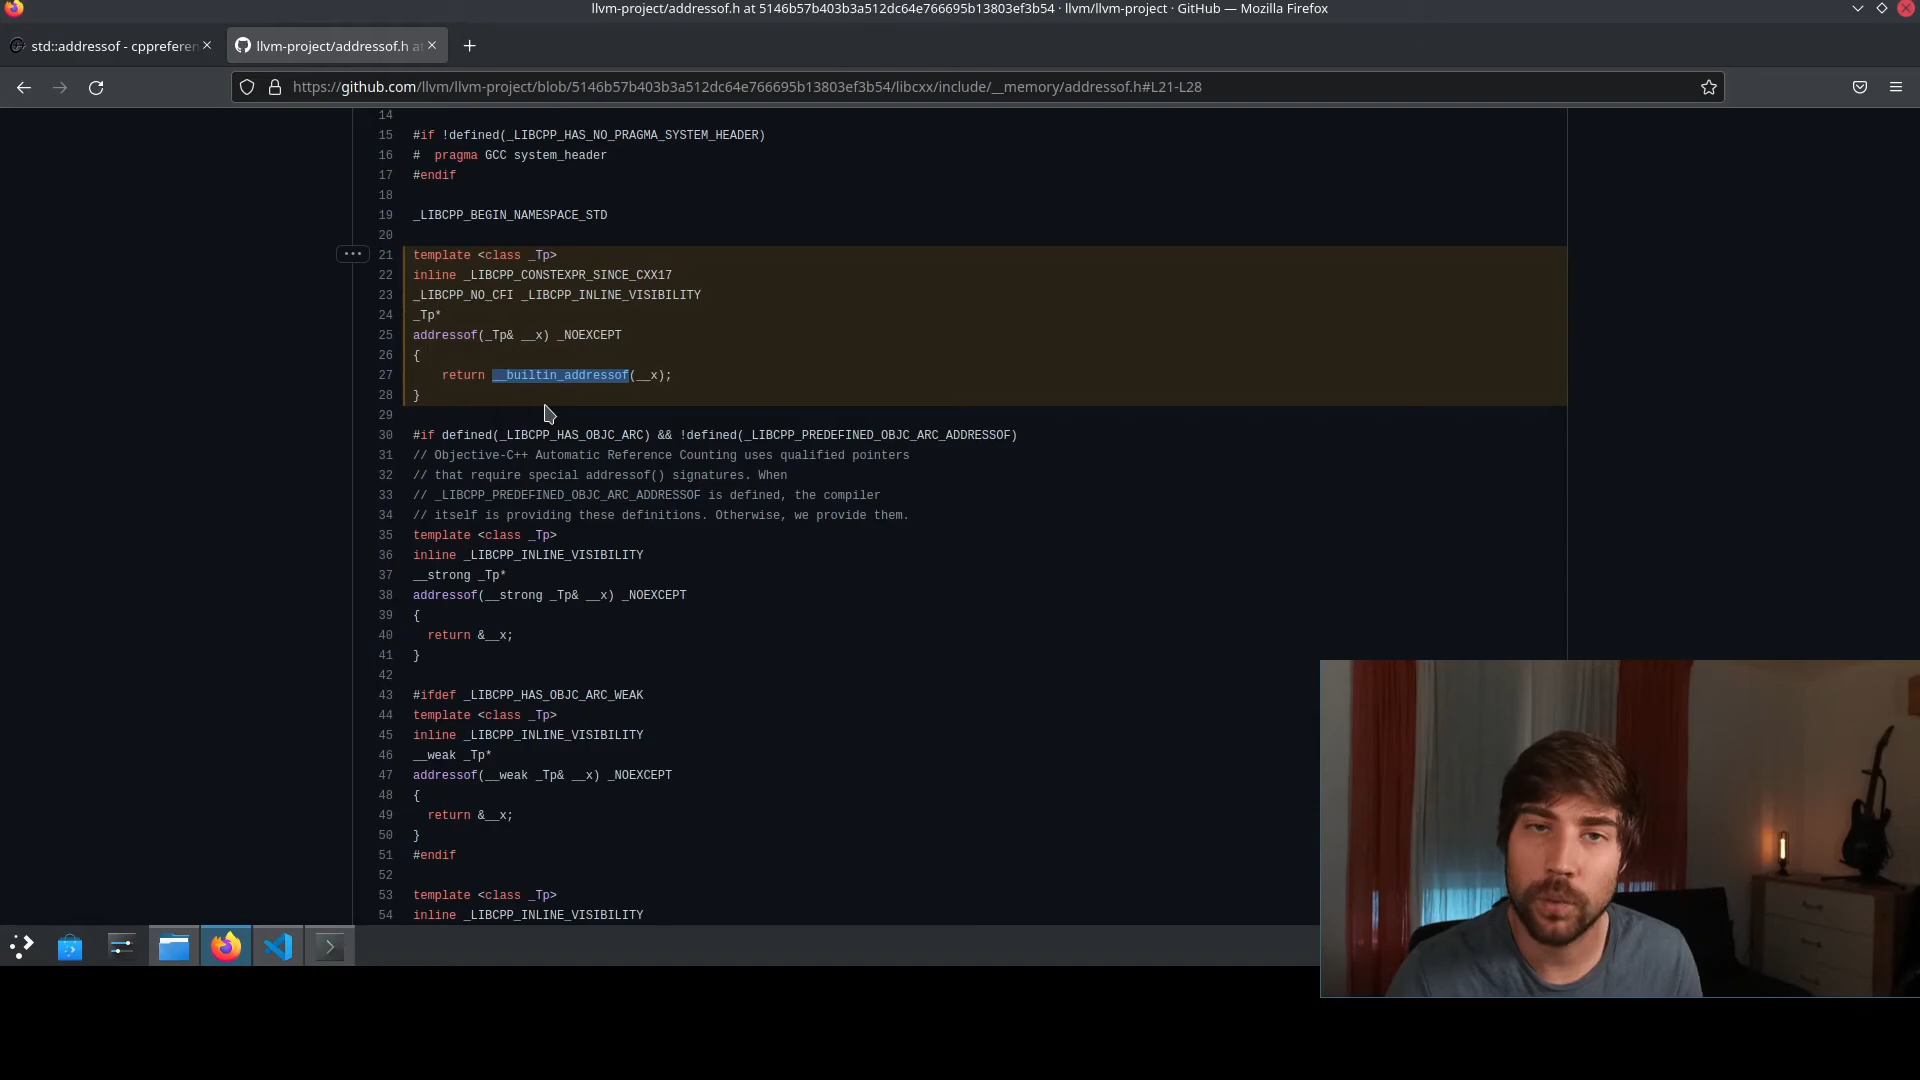 llvm-project/addressof.h at 5146b57b403b3a512dc64e766695b13803ef3b54 · llvm/llvm-project · GitHub — Mozilla Firefox
std::addressof - cppreferen
llvm-project/addressof.h at
https://github.com/llvm/llvm-project/blob/5146b57b403b3a512dc64e766695b13803ef3b54/libcxx/include/__memory/addressof.h#L21-L28
14
15 #if !defined(_LIBCPP_HAS_NO_PRAGMA_SYSTEM_HEADER)
16 #  pragma GCC system_header
17 #endif
18
19 _LIBCPP_BEGIN_NAMESPACE_STD
20
21 template <class _Tp>
22 inline _LIBCPP_CONSTEXPR_SINCE_CXX17
23 _LIBCPP_NO_CFI _LIBCPP_INLINE_VISIBILITY
24 _Tp*
25 addressof(_Tp& __x) _NOEXCEPT
26 {
27     return __builtin_addressof(__x);
28 }
29
30 #if defined(_LIBCPP_HAS_OBJC_ARC) && !defined(_LIBCPP_PREDEFINED_OBJC_ARC_ADDRESSOF)
31 // Objective-C++ Automatic Reference Counting uses qualified pointers
32 // that require special addressof() signatures. When
33 // _LIBCPP_PREDEFINED_OBJC_ARC_ADDRESSOF is defined, the compiler
34 // itself is providing these definitions. Otherwise, we provide them.
35 template <class _Tp>
36 inline _LIBCPP_INLINE_VISIBILITY
37 __strong _Tp*
38 addressof(__strong _Tp& __x) _NOEXCEPT
39 {
40   return &__x;
41 }
42
43 #ifdef _LIBCPP_HAS_OBJC_ARC_WEAK
44 template <class _Tp>
45 inline _LIBCPP_INLINE_VISIBILITY
46 __weak _Tp*
47 addressof(__weak _Tp& __x) _NOEXCEPT
48 {
49   return &__x;
50 }
51 #endif
52
53 template <class _Tp>
54 inline _LIBCPP_INLINE_VISIBILITY